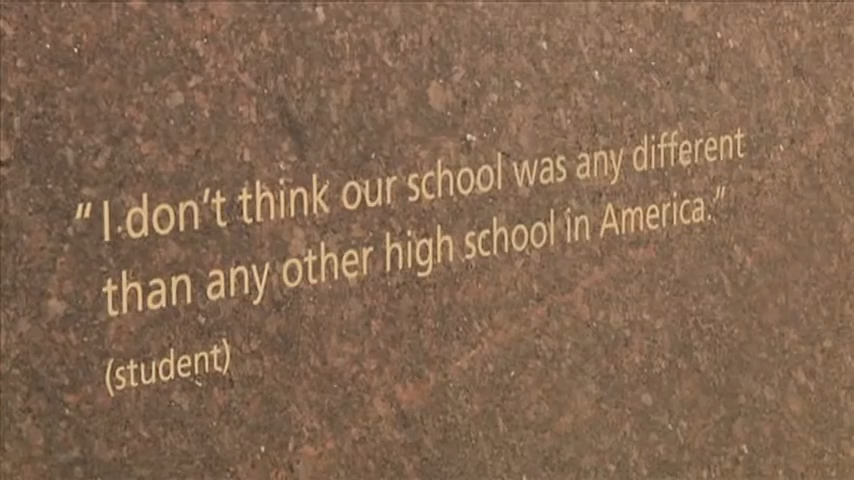 “I don’t think our school was any different
than any other high school in America.”
(student)